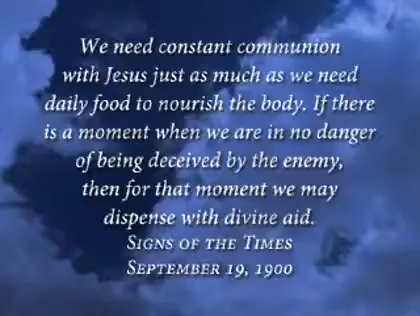 We need constant communion
with Jesus just as much as we need
daily food to nourish the body. If there
is a moment when we are in no danger
of being deceived by the enemy,
then for that moment we may
dispense with divine aid.
Signs of the Times
September 19, 1900